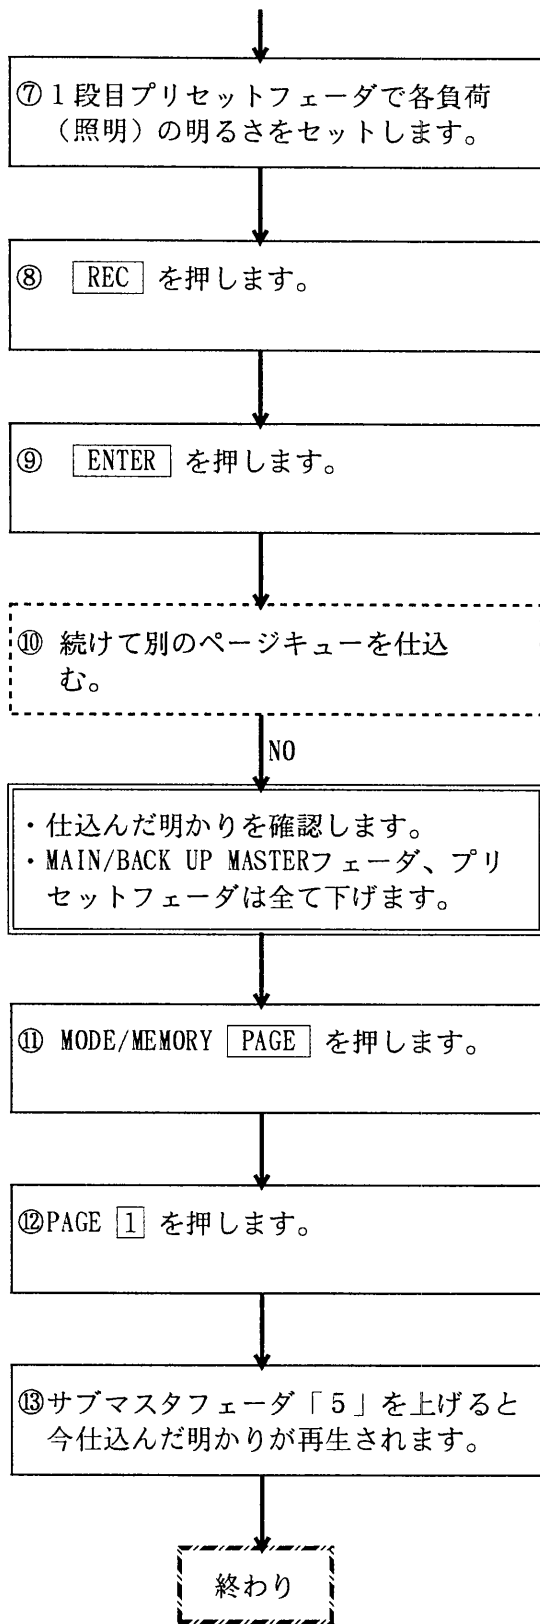 ⑦１段目プリセットフェーダで各負荷
（照明）の明るさをセットします。
⑧ REC を押します。
⑨ ENTER を押します。
⑩ 続けて別のページキューを仕込
む。
NO
・仕込んだ明かりを確認します。
・MAIN/BACK UP MASTERフェーダ、プリ
セットフェーダは全て下げます。
⑪ MODE/MEMORY PAGE を押します。
⑫PAGE 1 を押します。
⑬サブマスタフェーダ「５」を上げると
今仕込んだ明かりが再生されます。
終わり